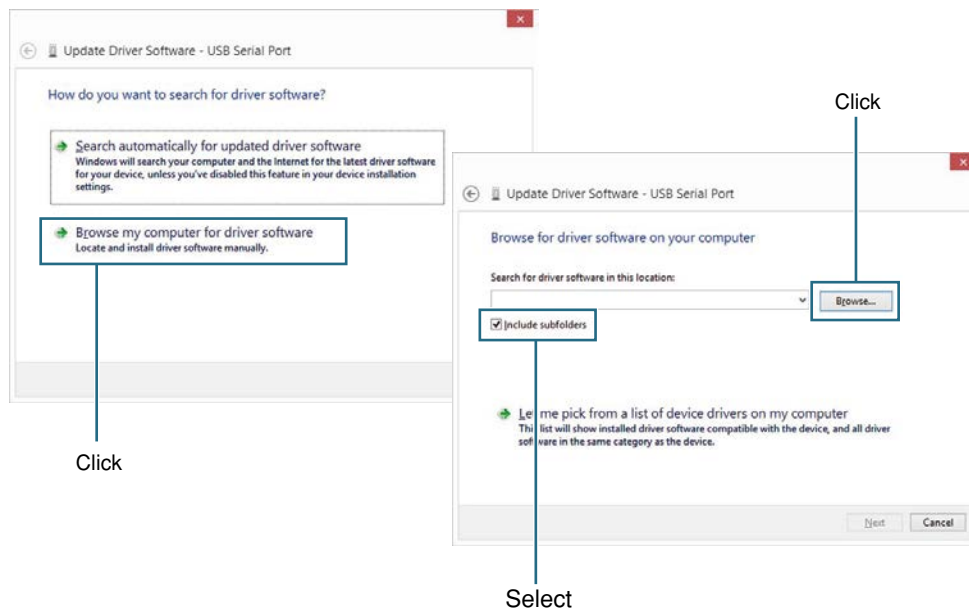 Update Driver Software - USB Serial Port
How do you want to search for driver software?
Search automatically for updated driver software
Windows will search your computer and the Internet for the latest driver software
for your device, unless you've disabled this feature in your device installation
settings.
Browse my computer for driver software
Locate and install driver software manually.
Click
Click
Update Driver Software - USB Serial Port
Browse for driver software on your computer
Search for driver software in this location:
Browse...
Include subfolders
Let me pick from a list of device drivers on my computer
This list will show installed driver software compatible with the device, and all driver
software in the same category as the device.
Next
Cancel
Select